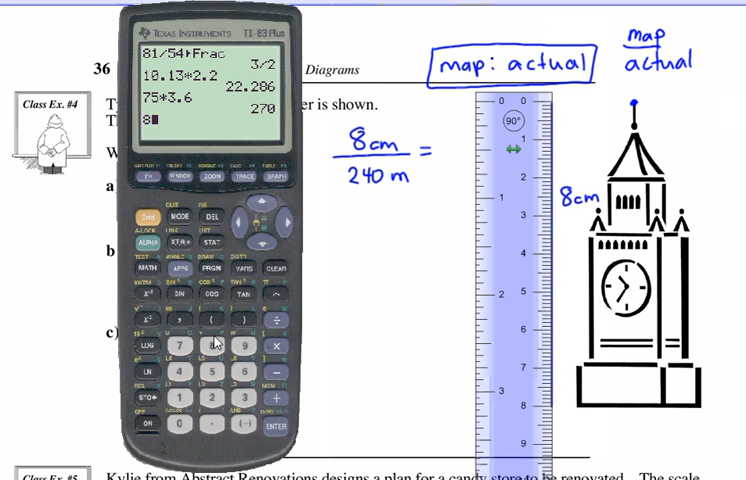 TEXAS INSTRUMENTS TI-83 Plus
81/54►Frac
3/2
10.13*2.2
22.286
75*3.6
270
8
36
Diagrams
map: actual
map
actual
Class Ex. #4
er is shown.
8cm
240 m
=
8cm
90°
a)
b
c)
0 0
1
1
2
3
4
2
5
6
7
3
8
9
Y= WINDOW ZOOM TRACE GRAPH
2nd MODE DEL
ALPHA X,T,θ,n STAT
MATH APPS PRGM VARS CLEAR
SIN COS TAN
x² , ( ) ÷
LOG 7 8 9 ×
LN 4 5 6 −
STO► 1 2 3 +
ON 0 . (−) ENTER
Class Ex. #5
Kylie from Abstract Renovations designs a plan for a candy store to be renovated. The scale